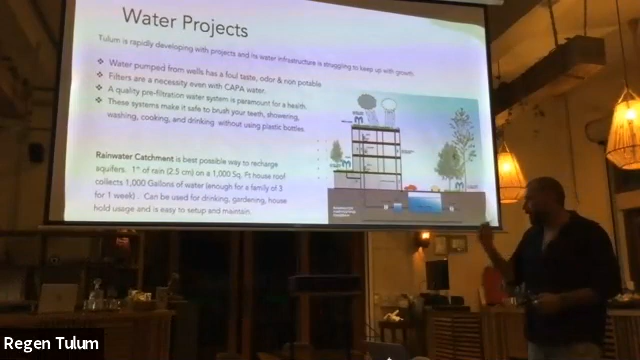 Water Projects
Tulum is rapidly developing with projects and its water infrastructure is struggling to keep up with growth.
❖ Water pumped from wells has a foul taste, odor & non potable
❖ Filters are a necessity even with CAPA water.
❖ A quality pre-filtration water system is paramount for a health.
❖ These systems make it safe to brush your teeth, showering,
washing, cooking, and drinking without using plastic bottles.
Rainwater Catchment is best possible way to recharge
aquifers. 1" of rain (2.5 cm) on a 1,000 Sq. Ft house roof
collects 1,000 Gallons of water (enough for a family of 3
for 1 week) . Can be used for drinking, gardening, house
hold usage and is easy to setup and maintain.
Regen Tulum